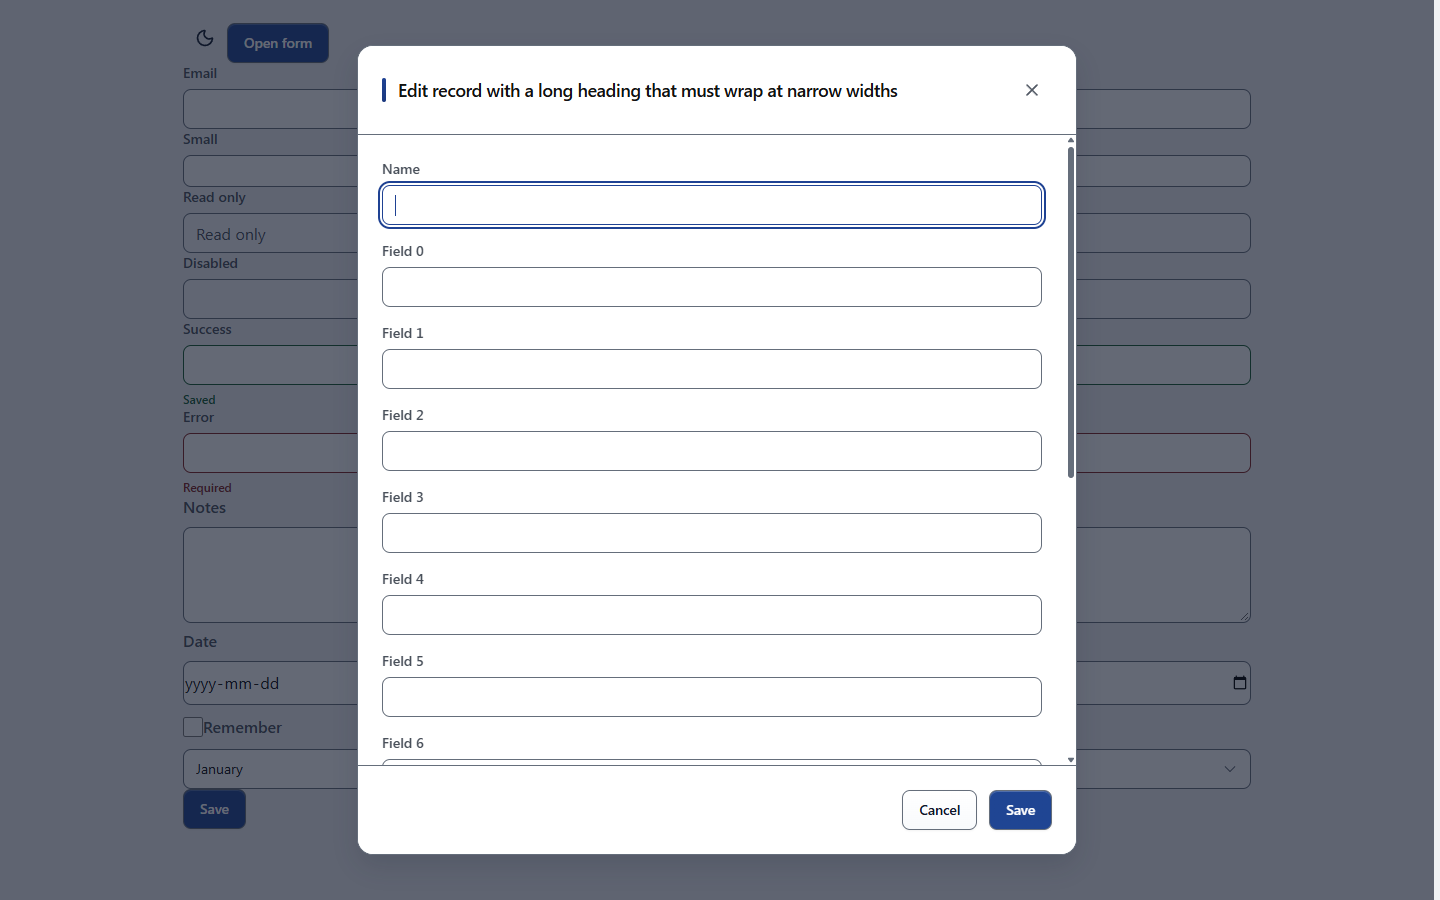 Open form
Email
Small
Read only
Read only
Disabled
Success
Saved
Error
Required
Notes
Date
yyyy-mm-dd
Remember
January
Save
Edit record with a long heading that must wrap at narrow widths
Name
Field 0
Field 1
Field 2
Field 3
Field 4
Field 5
Field 6
Cancel
Save